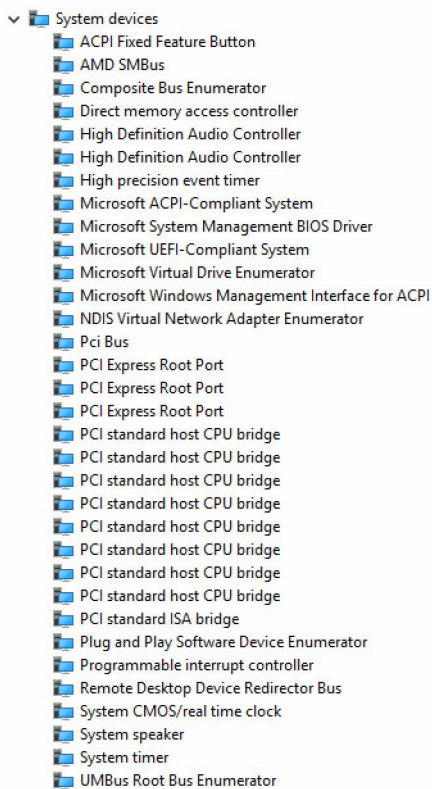 System devices
ACPI Fixed Feature Button
AMD SMBus
Composite Bus Enumerator
Direct memory access controller
High Definition Audio Controller
High Definition Audio Controller
High precision event timer
Microsoft ACPI-Compliant System
Microsoft System Management BIOS Driver
Microsoft UEFI-Compliant System
Microsoft Virtual Drive Enumerator
Microsoft Windows Management Interface for ACPI
NDIS Virtual Network Adapter Enumerator
Pci Bus
PCI Express Root Port
PCI Express Root Port
PCI Express Root Port
PCI standard host CPU bridge
PCI standard host CPU bridge
PCI standard host CPU bridge
PCI standard host CPU bridge
PCI standard host CPU bridge
PCI standard host CPU bridge
PCI standard host CPU bridge
PCI standard host CPU bridge
PCI standard ISA bridge
Plug and Play Software Device Enumerator
Programmable interrupt controller
Remote Desktop Device Redirector Bus
System CMOS/real time clock
System speaker
System timer
UMBus Root Bus Enumerator